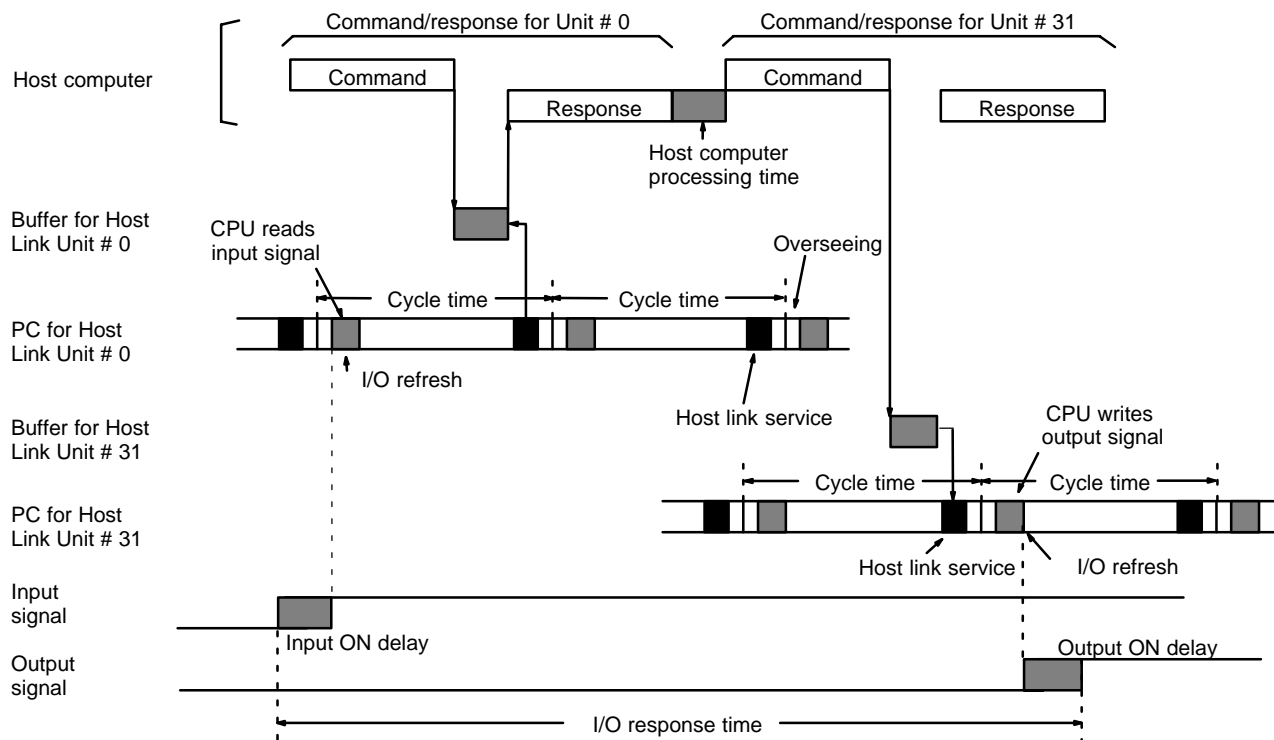 Command/response for Unit # 0
Command/response for Unit # 31
Host computer
Command
Command
Response
Response
Host computer
processing time
Buffer for Host
Link Unit # 0
CPU reads
input signal
Overseeing
Cycle time
Cycle time
PC for Host
Link Unit # 0
I/O refresh
Host link service
CPU writes
output signal
Buffer for Host
Link Unit # 31
Cycle time
Cycle time
PC for Host
Link Unit # 31
Host link service
I/O refresh
Input
signal
Input ON delay
Output
signal
Output ON delay
I/O response time